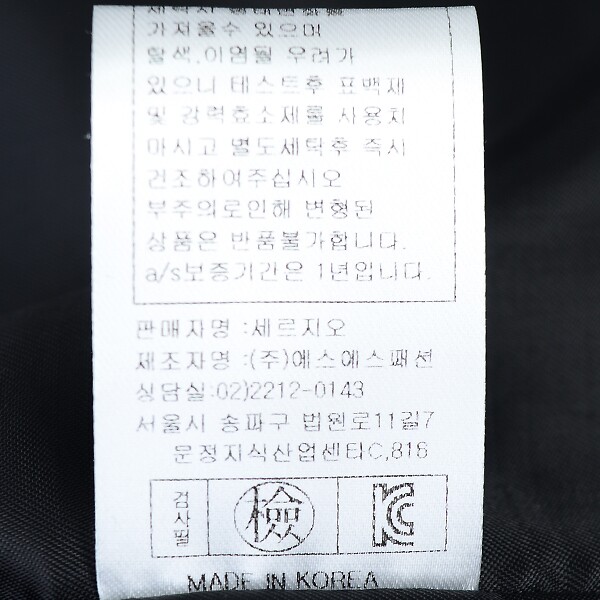 가져올수 있으며
탈색,이염될 우려가
있으니 테스트후 표백제
및 강력효소제를 사용치
마시고 별도세탁후 즉시
건조하여주십시오
부주의로인해 변형된
상품은 반품불가합니다.
a/s보증기간은 1년입니다.
판매자명 :세르지오
제조자명 :(주)에스에스패션
상담실:02)2212-0143
서울시 송파구 법원로11길7
문정지식산업센터C,816
검사필 檢 KC
MADE IN KOREA